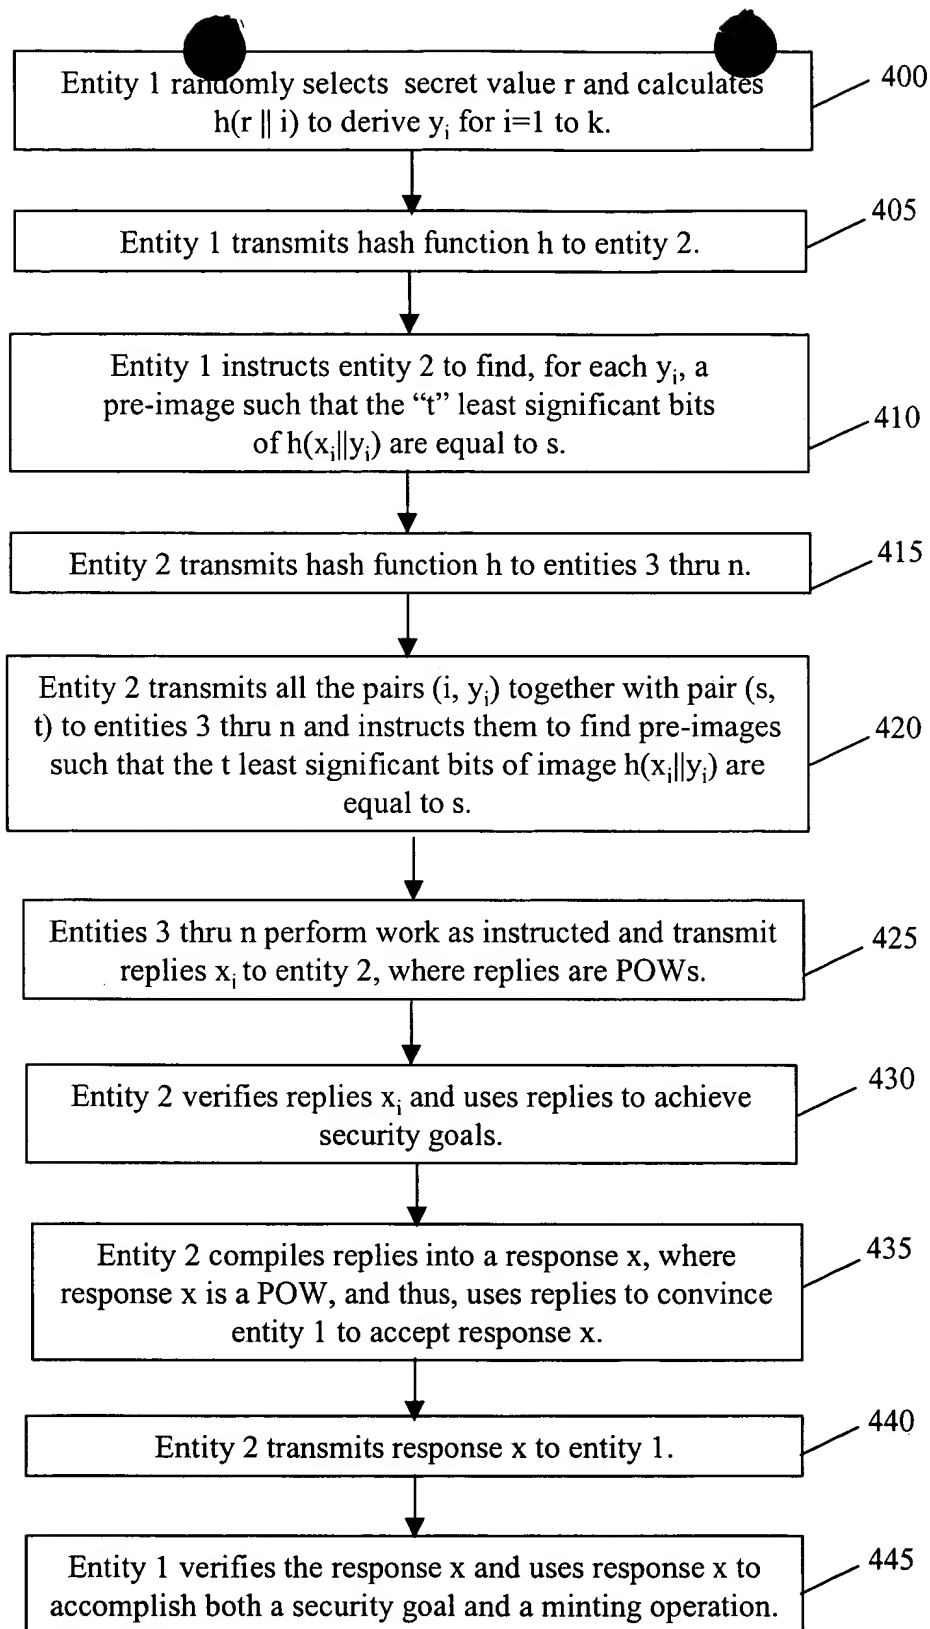 Entity 1 randomly selects secret value r and calculates
h(r || i) to derive yᵢ for i=1 to k.
400
Entity 1 transmits hash function h to entity 2.
405
Entity 1 instructs entity 2 to find, for each yᵢ, a
pre-image such that the “t” least significant bits
of h(xᵢ||yᵢ) are equal to s.
410
Entity 2 transmits hash function h to entities 3 thru n.
415
Entity 2 transmits all the pairs (i, yᵢ) together with pair (s,
t) to entities 3 thru n and instructs them to find pre-images
such that the t least significant bits of image h(xᵢ||yᵢ) are
equal to s.
420
Entities 3 thru n perform work as instructed and transmit
replies xᵢ to entity 2, where replies are POWs.
425
Entity 2 verifies replies xᵢ and uses replies to achieve
security goals.
430
Entity 2 compiles replies into a response x, where
response x is a POW, and thus, uses replies to convince
entity 1 to accept response x.
435
Entity 2 transmits response x to entity 1.
440
Entity 1 verifies the response x and uses response x to
accomplish both a security goal and a minting operation.
445